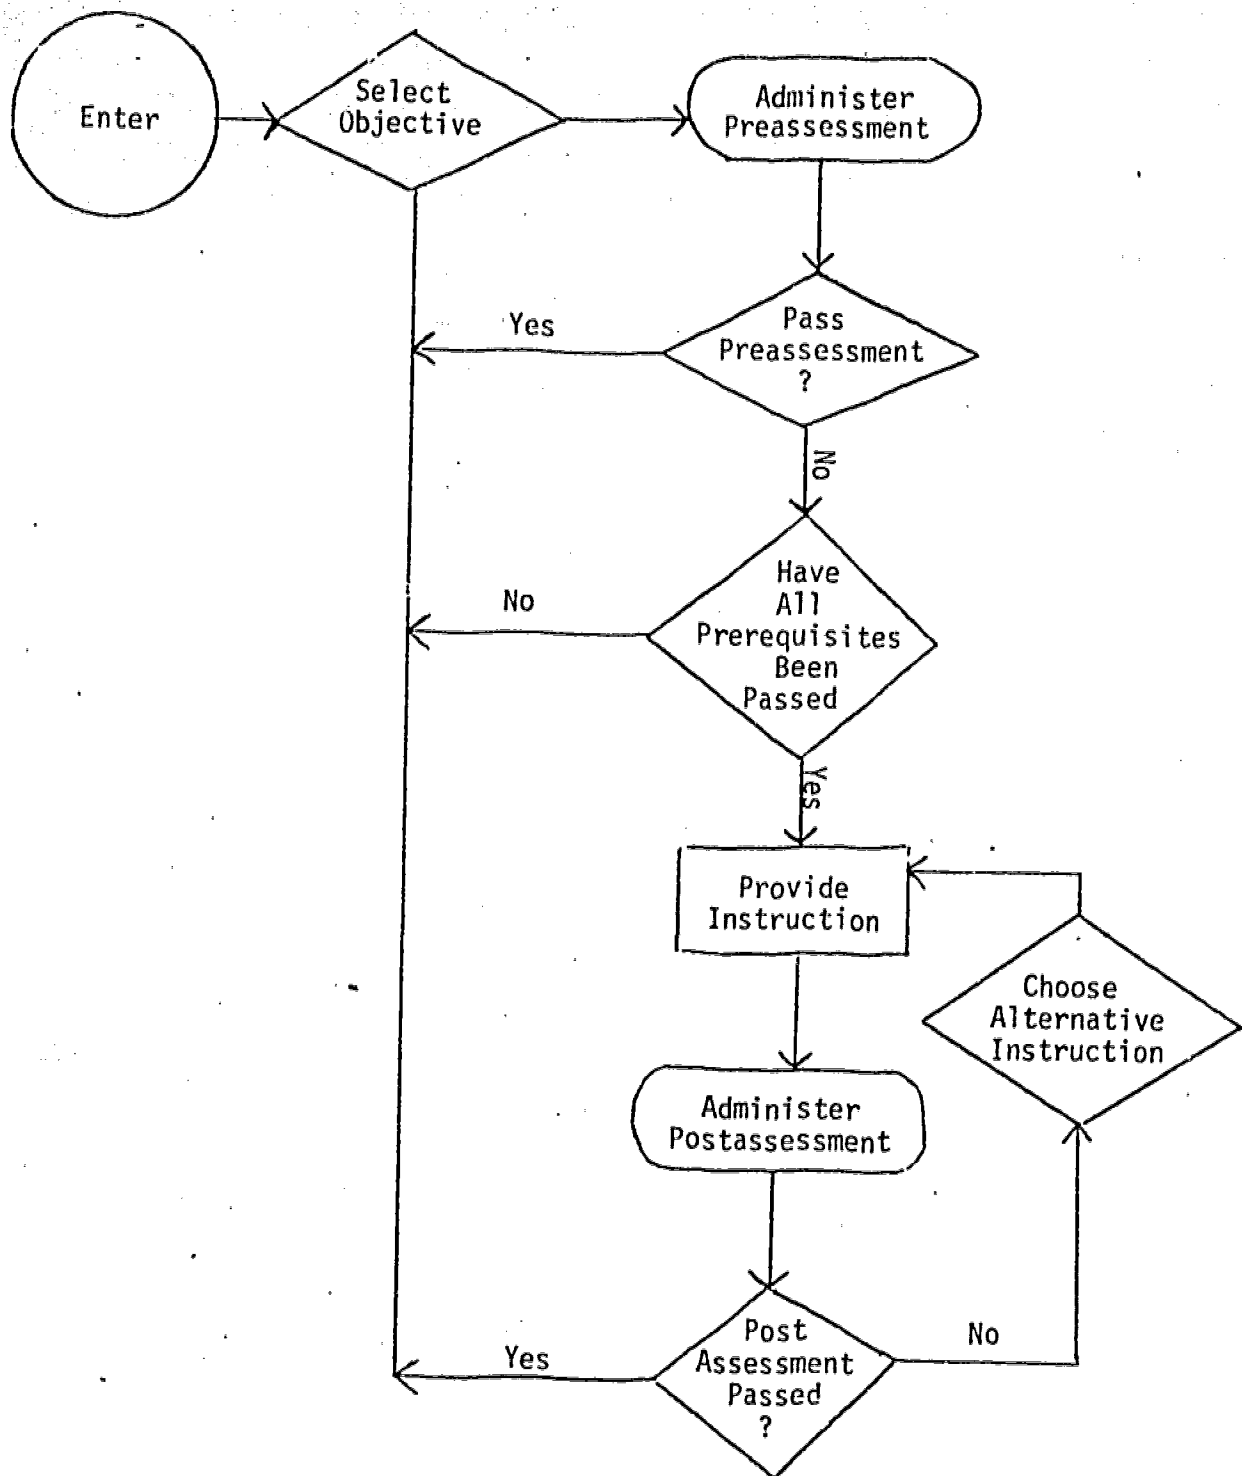 Enter
Select
Objective
Administer
Preassessment
Yes
Pass
Preassessment
?
No
No
Have
All
Prerequisites
Been
Passed
Yes
Provide
Instruction
Choose
Alternative
Instruction
Administer
Postassessment
Yes
Post
Assessment
Passed
?
No